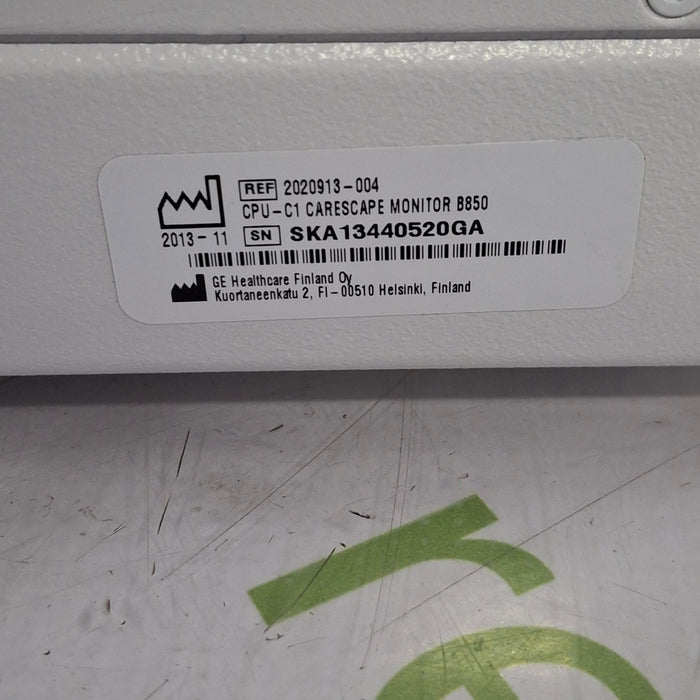 REF 2020913-004
CPU-C1 CARESCAPE MONITOR B850
2013-11 SN SKA13440520GA
GE Healthcare Finland Oy
Kuortaneenkatu 2, FI-00510 Helsinki, Finland
re